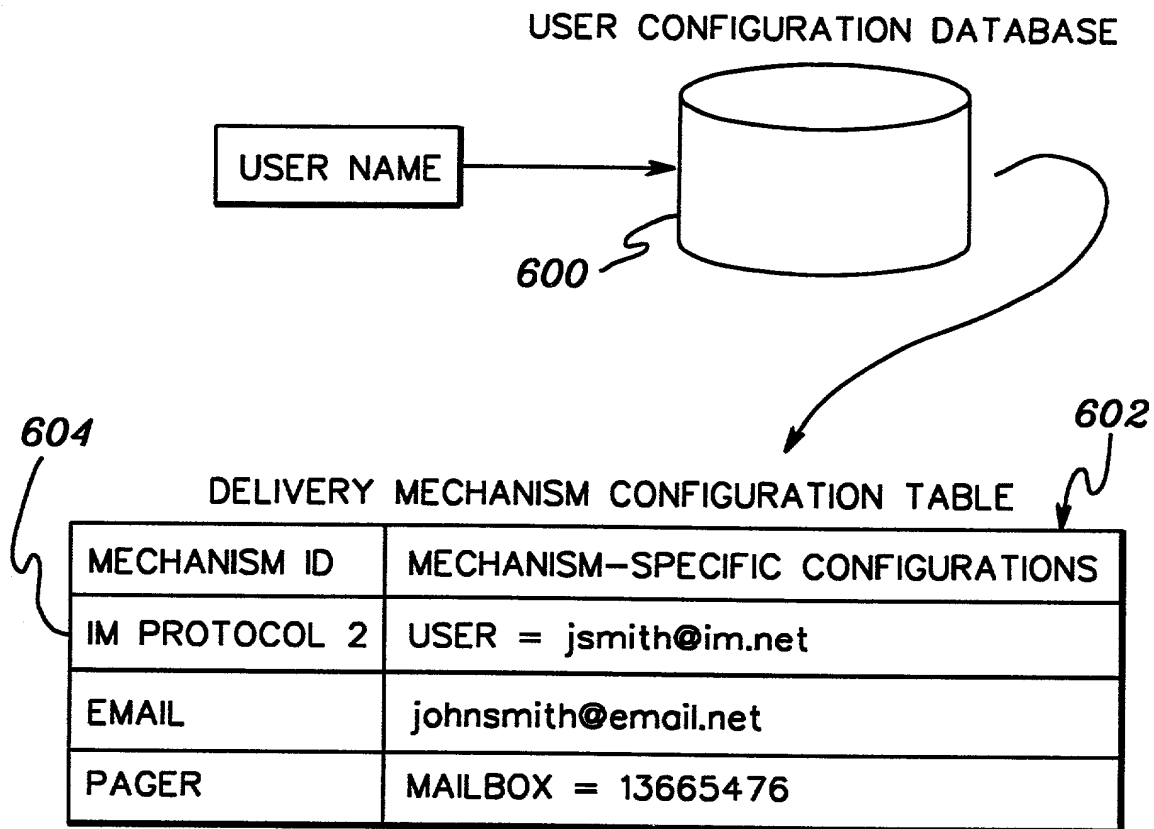 USER CONFIGURATION DATABASE
USER NAME
600
604
602
DELIVERY MECHANISM CONFIGURATION TABLE
MECHANISM ID MECHANISM-SPECIFIC CONFIGURATIONS
IM PROTOCOL 2 USER = jsmith@im.net
EMAIL johnsmith@email.net
PAGER MAILBOX = 13665476